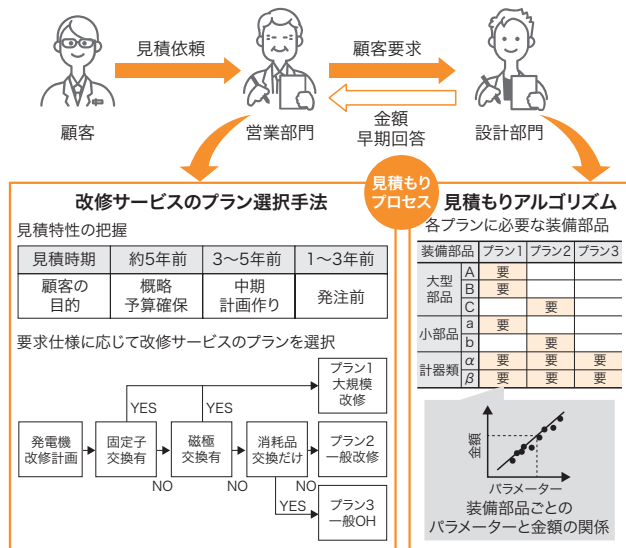 見積依頼
顧客要求
顧客
営業部門
金額
早期回答
設計部門
見積もり
プロセス
改修サービスのプラン選択手法
見積特性の把握
見積時期 約5年前 3〜5年前 1〜3年前
顧客の
目的
概略
予算確保
中期
計画作り
発注前
要求仕様に応じて改修サービスのプランを選択
発電機
改修計画
固定子
交換有
磁極
交換有
消耗品
交換だけ
YES
YES
NO
NO
NO
YES
プラン1
大規模
改修
プラン2
一般改修
プラン3
一般OH
見積もりアルゴリズム
各プランに必要な装備部品
装備部品 プラン1 プラン2 プラン3
大型
部品
A 要
B 要
C 要
小部品
a 要
b 要
計器類
α 要 要 要
β 要 要 要
金額
パラメーター
装備部品ごとの
パラメーターと金額の関係